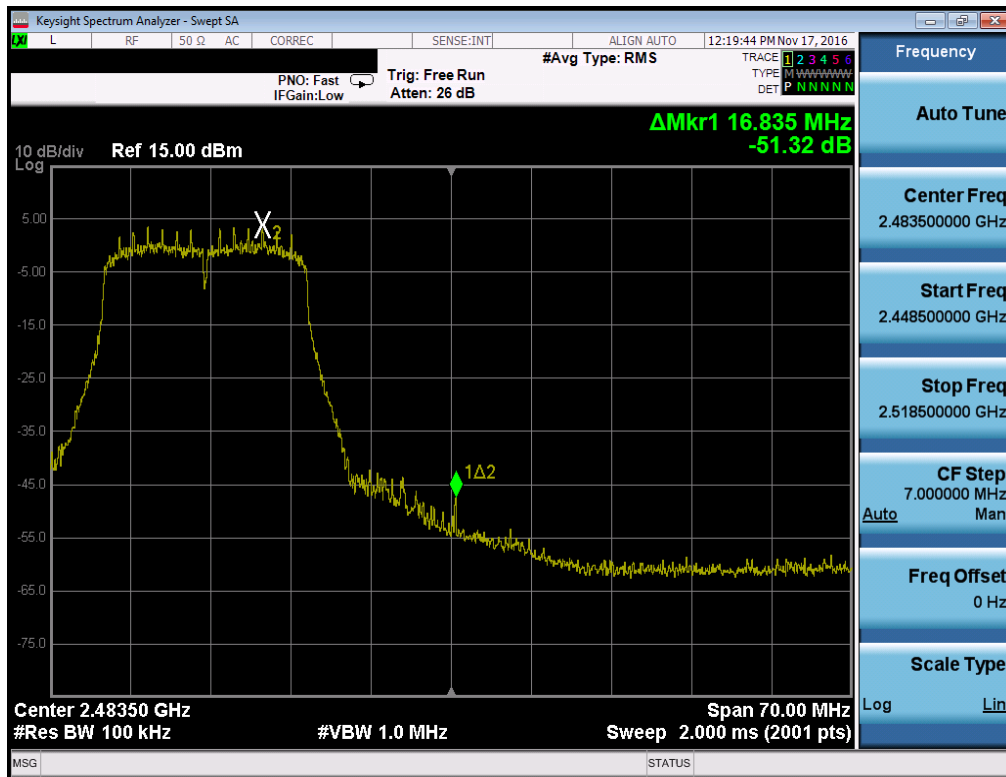 Keysight Spectrum Analyzer - Swept SA
LXI L RF 50 Ω AC CORREC SENSE:INT ALIGN AUTO 12:19:44 PM Nov 17, 2016
Frequency
#Avg Type: RMS
TRACE 1 2 3 4 5 6
PNO: Fast
Trig: Free Run
TYPE M WWWWW
IFGain:Low
Atten: 26 dB
DET P N N N N N
Auto Tune
ΔMkr1 16.835 MHz
-51.32 dB
10 dB/div
Log
Ref 15.00 dBm
Center Freq
2.483500000 GHz
5.00
X2
-5.00
Start Freq
2.448500000 GHz
-15.0
-25.0
Stop Freq
2.518500000 GHz
-35.0
1Δ2
-45.0
CF Step
7.000000 MHz
Auto Man
-55.0
Freq Offset
0 Hz
-65.0
-75.0
Scale Type
Log Lin
Center 2.48350 GHz
Span 70.00 MHz
#Res BW 100 kHz
#VBW 1.0 MHz
Sweep 2.000 ms (2001 pts)
MSG
STATUS